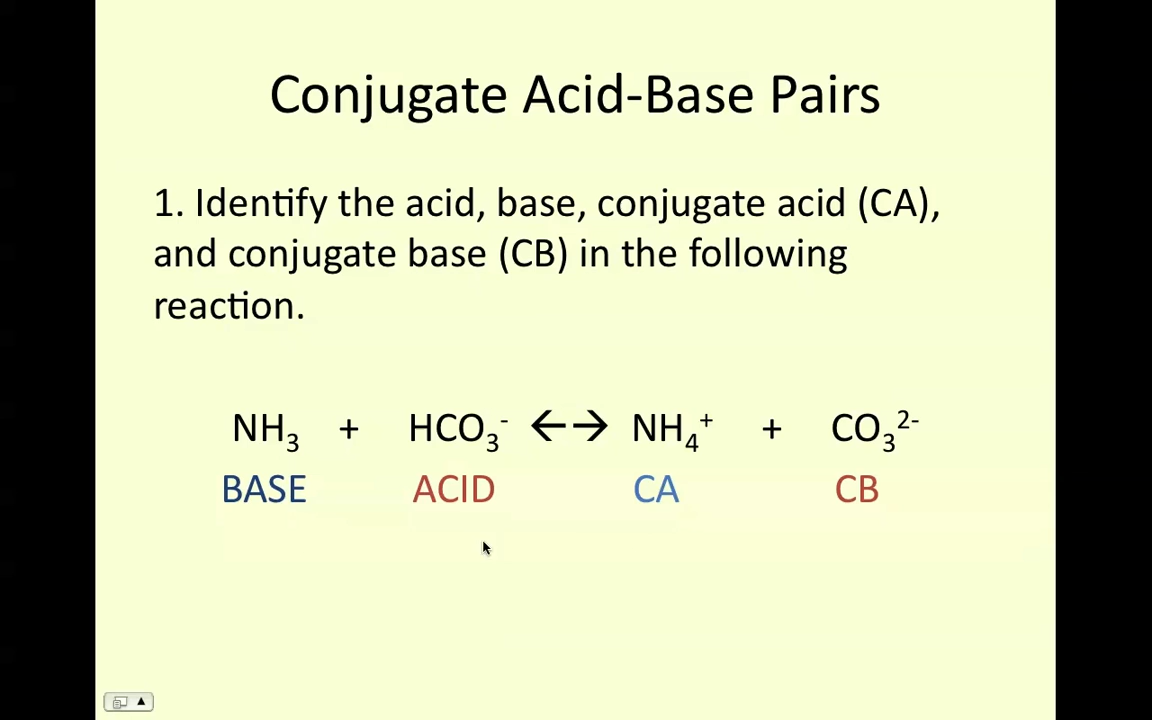 Conjugate Acid-Base Pairs
1. Identify the acid, base, conjugate acid (CA),
and conjugate base (CB) in the following
reaction.
NH₃ + HCO₃⁻ ←→ NH₄⁺ + CO₃²⁻
BASE ACID CA CB